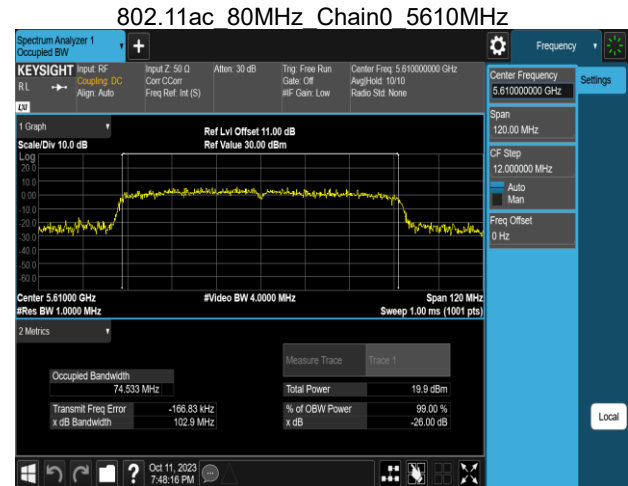 802.11ac_80MHz_Chain0_5610MHz
Spectrum Analyzer 1
Occupied BW
+
Frequency
KEYSIGHT
RL
LXI
Input: RF
Coupling: DC
Align: Auto
Input Z: 50 Ω
Corr CCorr
Freq Ref: Int (S)
Atten: 30 dB
Trig: Free Run
Gate: Off
#IF Gain: Low
Center Freq: 5.610000000 GHz
Avg|Hold: 10/10
Radio Std: None
Center Frequency
5.610000000 GHz
Settings
Span
120.00 MHz
CF Step
12.000000 MHz
Auto
Man
Freq Offset
0 Hz
Local
1 Graph
Scale/Div 10.0 dB
Ref Lvl Offset 11.00 dB
Ref Value 30.00 dBm
Log
20.0
10.0
0.00
-10.0
-20.0
-30.0
-40.0
-50.0
-60.0
Center 5.61000 GHz
#Video BW 4.0000 MHz
Span 120 MHz
#Res BW 1.0000 MHz
Sweep 1.00 ms (1001 pts)
2 Metrics
Measure Trace
Trace 1
Occupied Bandwidth
74.533 MHz
Total Power
19.9 dBm
Transmit Freq Error
-166.83 kHz
% of OBW Power
99.00 %
x dB Bandwidth
102.9 MHz
x dB
-26.00 dB
?
Oct 11, 2023
7:48:16 PM